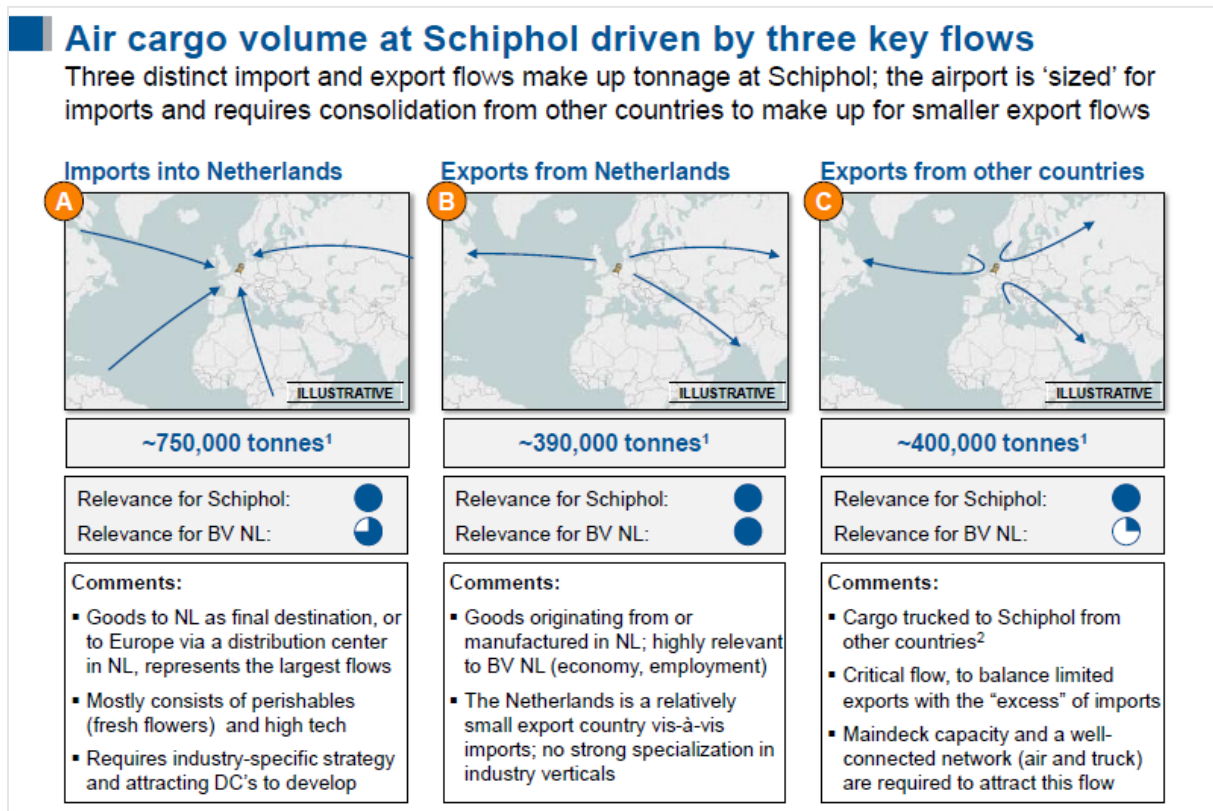 Air cargo volume at Schiphol driven by three key flows
Three distinct import and export flows make up tonnage at Schiphol; the airport is ‘sized’ for
imports and requires consolidation from other countries to make up for smaller export flows
Imports into Netherlands
A
ILLUSTRATIVE
~750,000 tonnes¹
Relevance for Schiphol:
Relevance for BV NL:
Comments:
▪ Goods to NL as final destination, or
to Europe via a distribution center
in NL, represents the largest flows
▪ Mostly consists of perishables
(fresh flowers) and high tech
▪ Requires industry-specific strategy
and attracting DC’s to develop
Exports from Netherlands
B
ILLUSTRATIVE
~390,000 tonnes¹
Relevance for Schiphol:
Relevance for BV NL:
Comments:
▪ Goods originating from or
manufactured in NL; highly relevant
to BV NL (economy, employment)
▪ The Netherlands is a relatively
small export country vis-à-vis
imports; no strong specialization in
industry verticals
Exports from other countries
C
ILLUSTRATIVE
~400,000 tonnes¹
Relevance for Schiphol:
Relevance for BV NL:
Comments:
▪ Cargo trucked to Schiphol from
other countries²
▪ Critical flow, to balance limited
exports with the “excess” of imports
▪ Maindeck capacity and a well-
connected network (air and truck)
are required to attract this flow